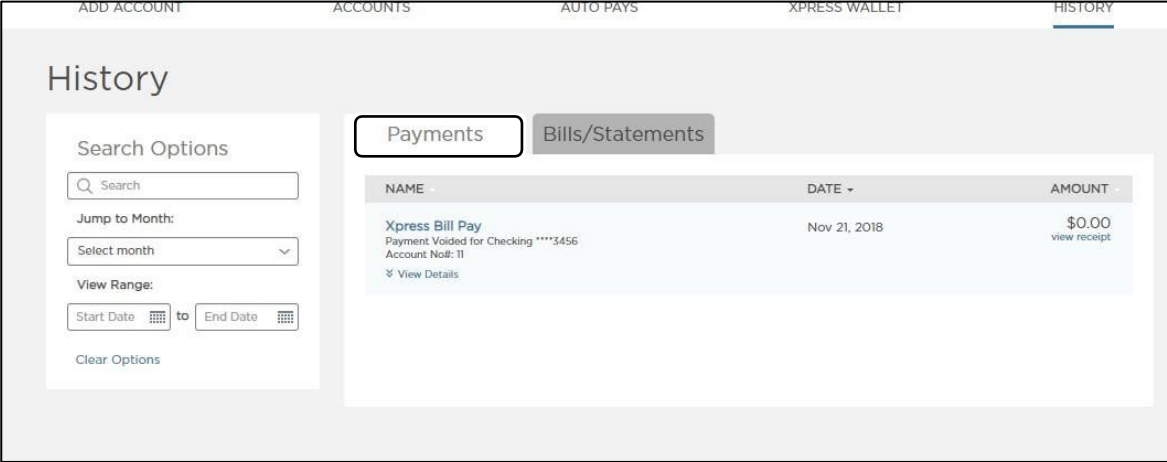 ADD ACCOUNT ACCOUNTS AUTO PAYS XPRESS WALLET HISTORY
History
Search Options
Search
Jump to Month:
Select month
View Range:
Start Date to End Date
Clear Options
Payments Bills/Statements
NAME DATE AMOUNT
Xpress Bill Pay Nov 21, 2018 $0.00
Payment Voided for Checking ****3456 view receipt
Account No#: 11
View Details